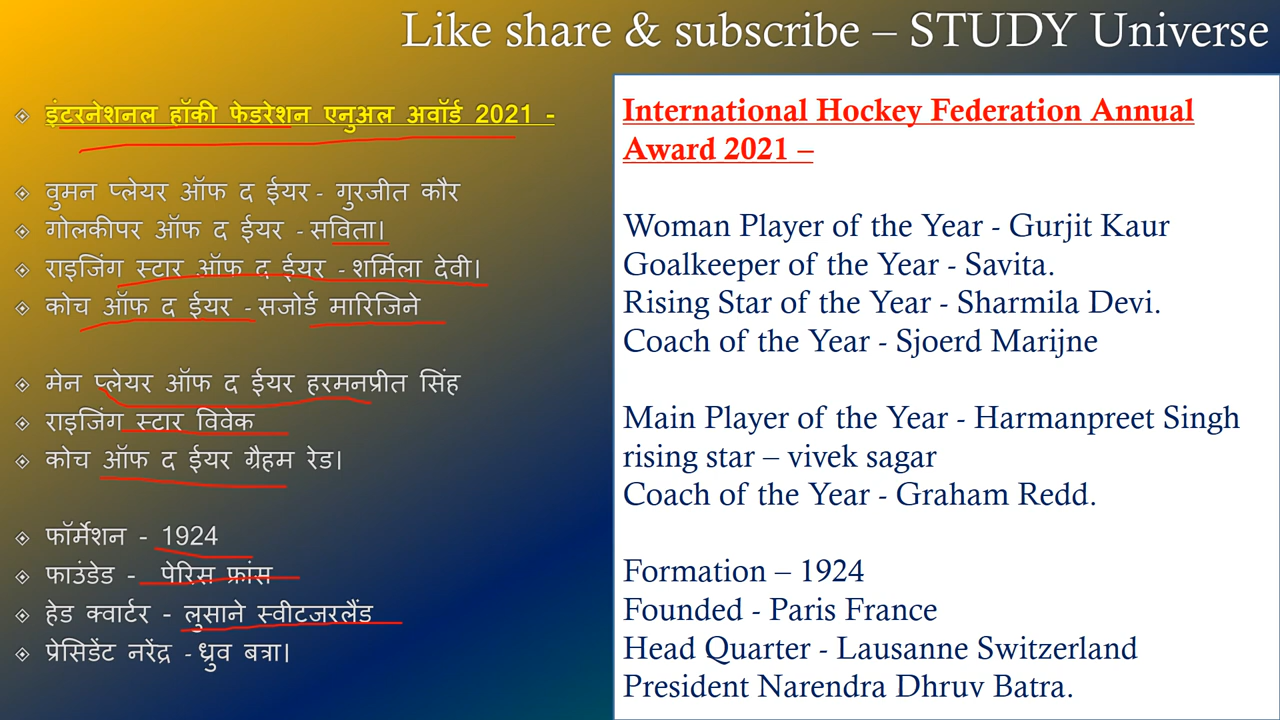 Like share & subscribe – STUDY Universe
इंटरनेशनल हॉकी फेडरेशन एनुअल अवॉर्ड 2021 -
वुमन प्लेयर ऑफ द ईयर - गुरजीत कौर
गोलकीपर ऑफ द ईयर - सविता।
राइजिंग स्टार ऑफ द ईयर - शर्मिला देवी।
कोच ऑफ द ईयर - सजोर्ड मारिजिने
मेन प्लेयर ऑफ द ईयर हरमनप्रीत सिंह
राइजिंग स्टार विवेक
कोच ऑफ द ईयर ग्रैहम रेड।
फॉर्मेशन - 1924
फाउंडेड - पेरिस फ्रांस
हेड क्वार्टर - लुसाने स्वीटजरलैंड
प्रेसिडेंट नरेंद्र - ध्रुव बत्रा।
International Hockey Federation Annual
Award 2021 –
Woman Player of the Year - Gurjit Kaur
Goalkeeper of the Year - Savita.
Rising Star of the Year - Sharmila Devi.
Coach of the Year - Sjoerd Marijne
Main Player of the Year - Harmanpreet Singh
rising star – vivek sagar
Coach of the Year - Graham Redd.
Formation – 1924
Founded - Paris France
Head Quarter - Lausanne Switzerland
President Narendra Dhruv Batra.